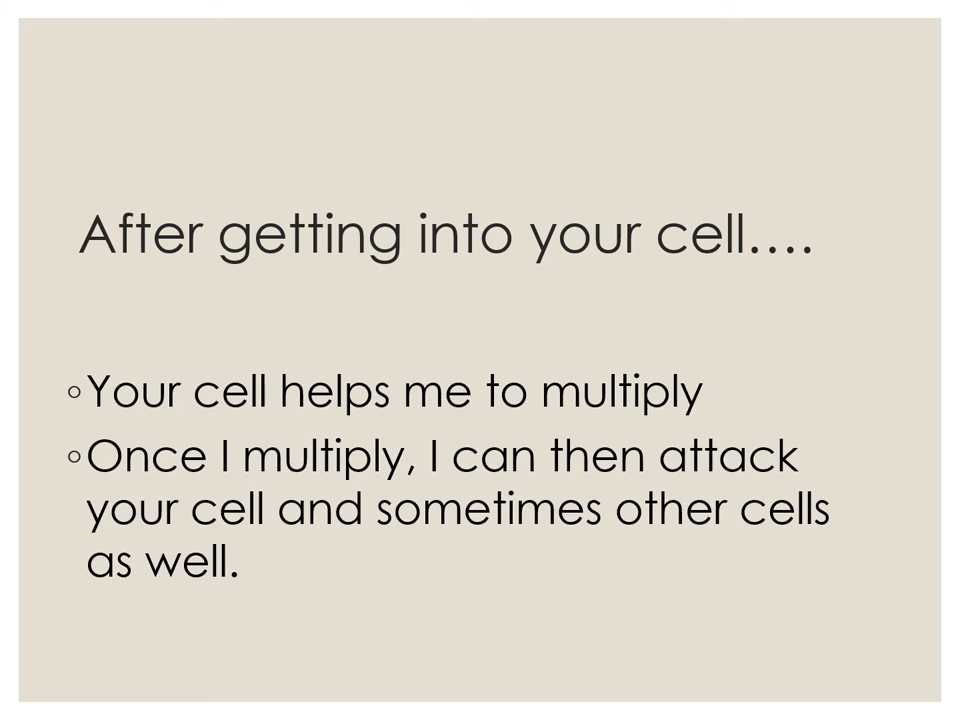 After getting into your cell….
◦Your cell helps me to multiply
◦Once I multiply, I can then attack
your cell and sometimes other cells
as well.